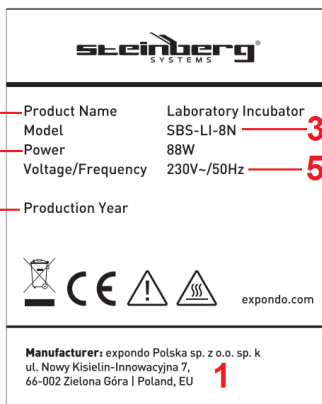 steinberg®
SYSTEMS
Product Name Laboratory Incubator
Model SBS-LI-8N 3
Power 88W
Voltage/Frequency 230V~/50Hz 5
Production Year
CE
expondo.com
Manufacturer: expondo Polska sp. z o.o. sp. k
ul. Nowy Kisielin-Innowacyjna 7,
66-002 Zielona Góra | Poland, EU 1